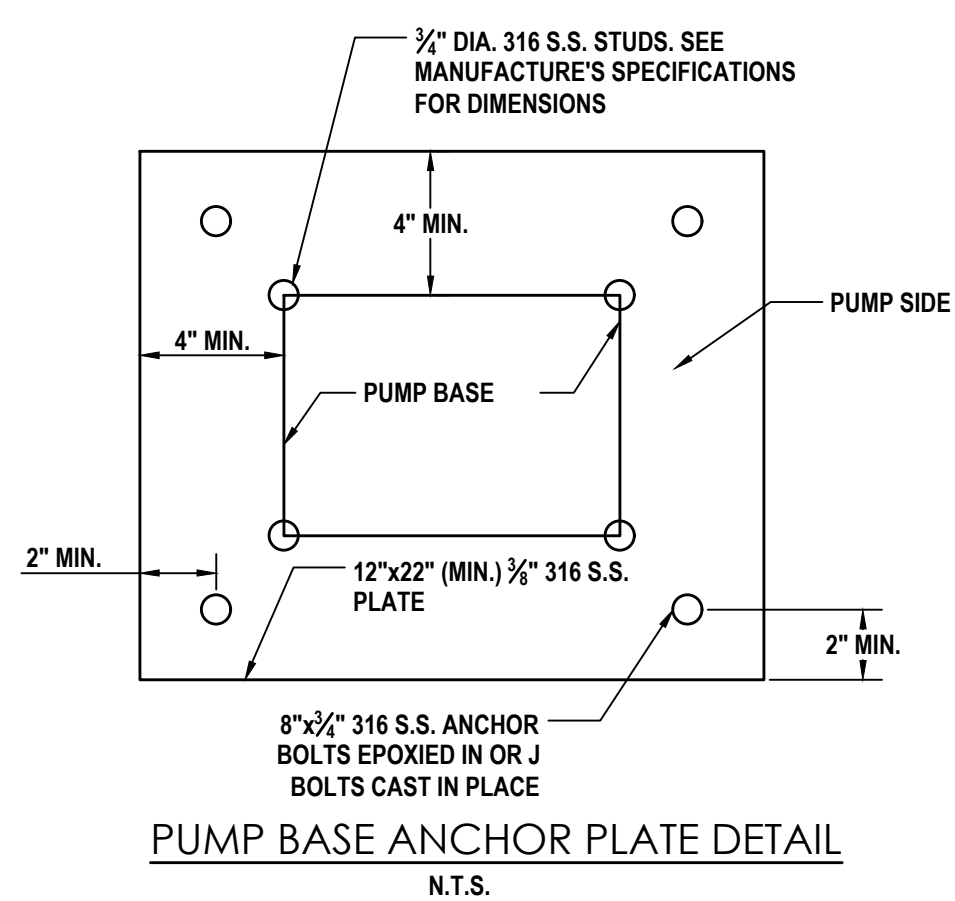 ¾" DIA. 316 S.S. STUDS. SEE
MANUFACTURE'S SPECIFICATIONS
FOR DIMENSIONS
4" MIN.
PUMP SIDE
4" MIN.
PUMP BASE
2" MIN.
12"x22" (MIN.) ⅜" 316 S.S.
PLATE
2" MIN.
8"x¾" 316 S.S. ANCHOR
BOLTS EPOXIED IN OR J
BOLTS CAST IN PLACE
PUMP BASE ANCHOR PLATE DETAIL
N.T.S.